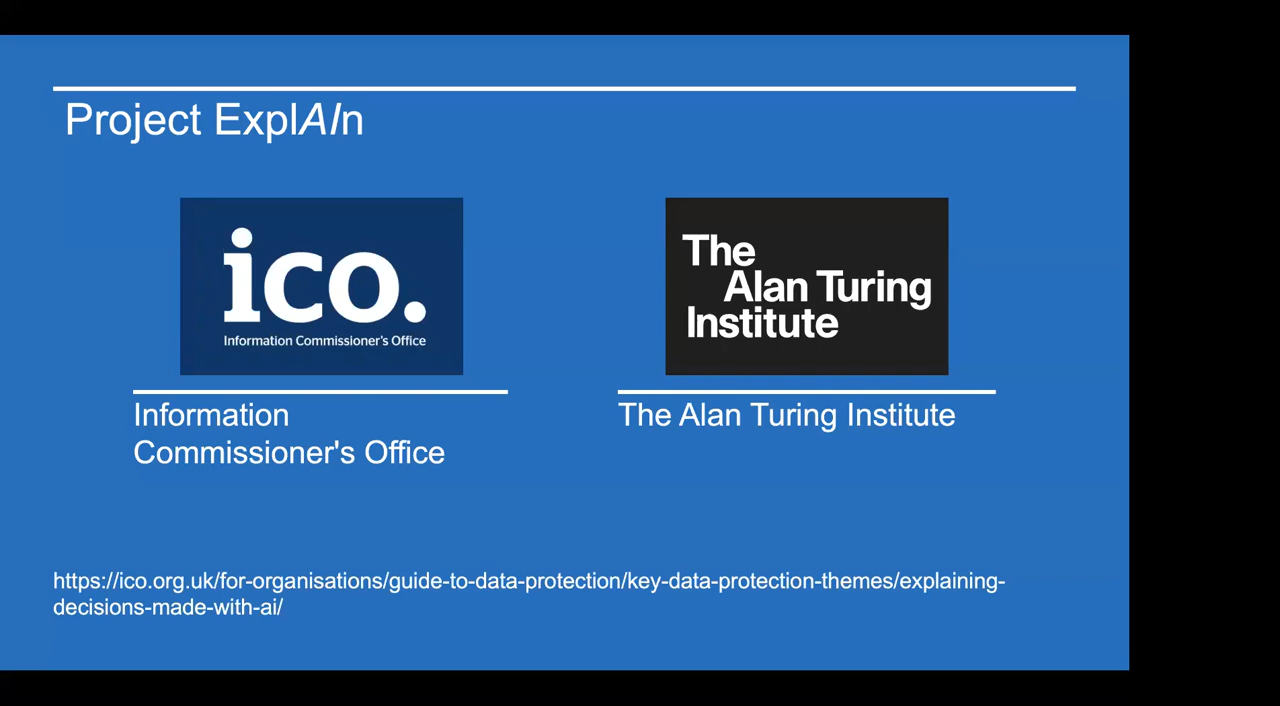 Project ExplAIn
ico.
Information Commissioner's Office
The
Alan Turing
Institute
Information
Commissioner's Office
The Alan Turing Institute
https://ico.org.uk/for-organisations/guide-to-data-protection/key-data-protection-themes/explaining-
decisions-made-with-ai/